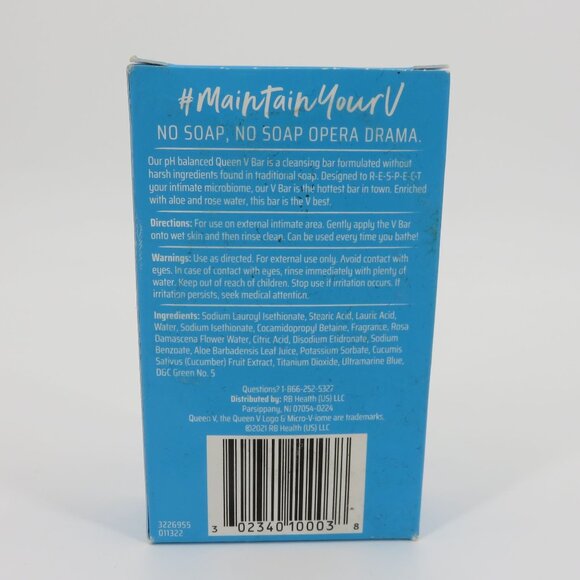 #MaintainYourV
NO SOAP, NO SOAP OPERA DRAMA.
Our pH balanced Queen V Bar is a cleansing bar formulated without
harsh ingredients found in traditional soap. Designed to R-E-S-P-E-C-T
your intimate microbiome, our V Bar is the hottest bar in town. Enriched
with aloe and rose water, this bar is the V best.
Directions: For use on external intimate area. Gently apply the V Bar
onto wet skin and then rinse clean. Can be used every time you bathe!
Warnings: Use as directed. For external use only. Avoid contact with
eyes. In case of contact with eyes, rinse immediately with plenty of
water. Keep out of reach of children. Stop use if irritation occurs. If
irritation persists, seek medical attention.
Ingredients: Sodium Lauroyl Isethionate, Stearic Acid, Lauric Acid,
Water, Sodium Isethionate, Cocamidopropyl Betaine, Fragrance, Rosa
Damascena Flower Water, Citric Acid, Disodium Etidronate, Sodium
Benzoate, Aloe Barbadensis Leaf Juice, Potassium Sorbate, Cucumis
Sativus (Cucumber) Fruit Extract, Titanium Dioxide, Ultramarine Blue,
D&C Green No. 5
Questions? 1-866-252-5327
Distributed by: RB Health (US) LLC
Parsippany, NJ 07054-0224
Queen V, the Queen V Logo & Micro-V-iome are trademarks.
©2021 RB Health (US) LLC
3226955
011322
3 02340 10003 8